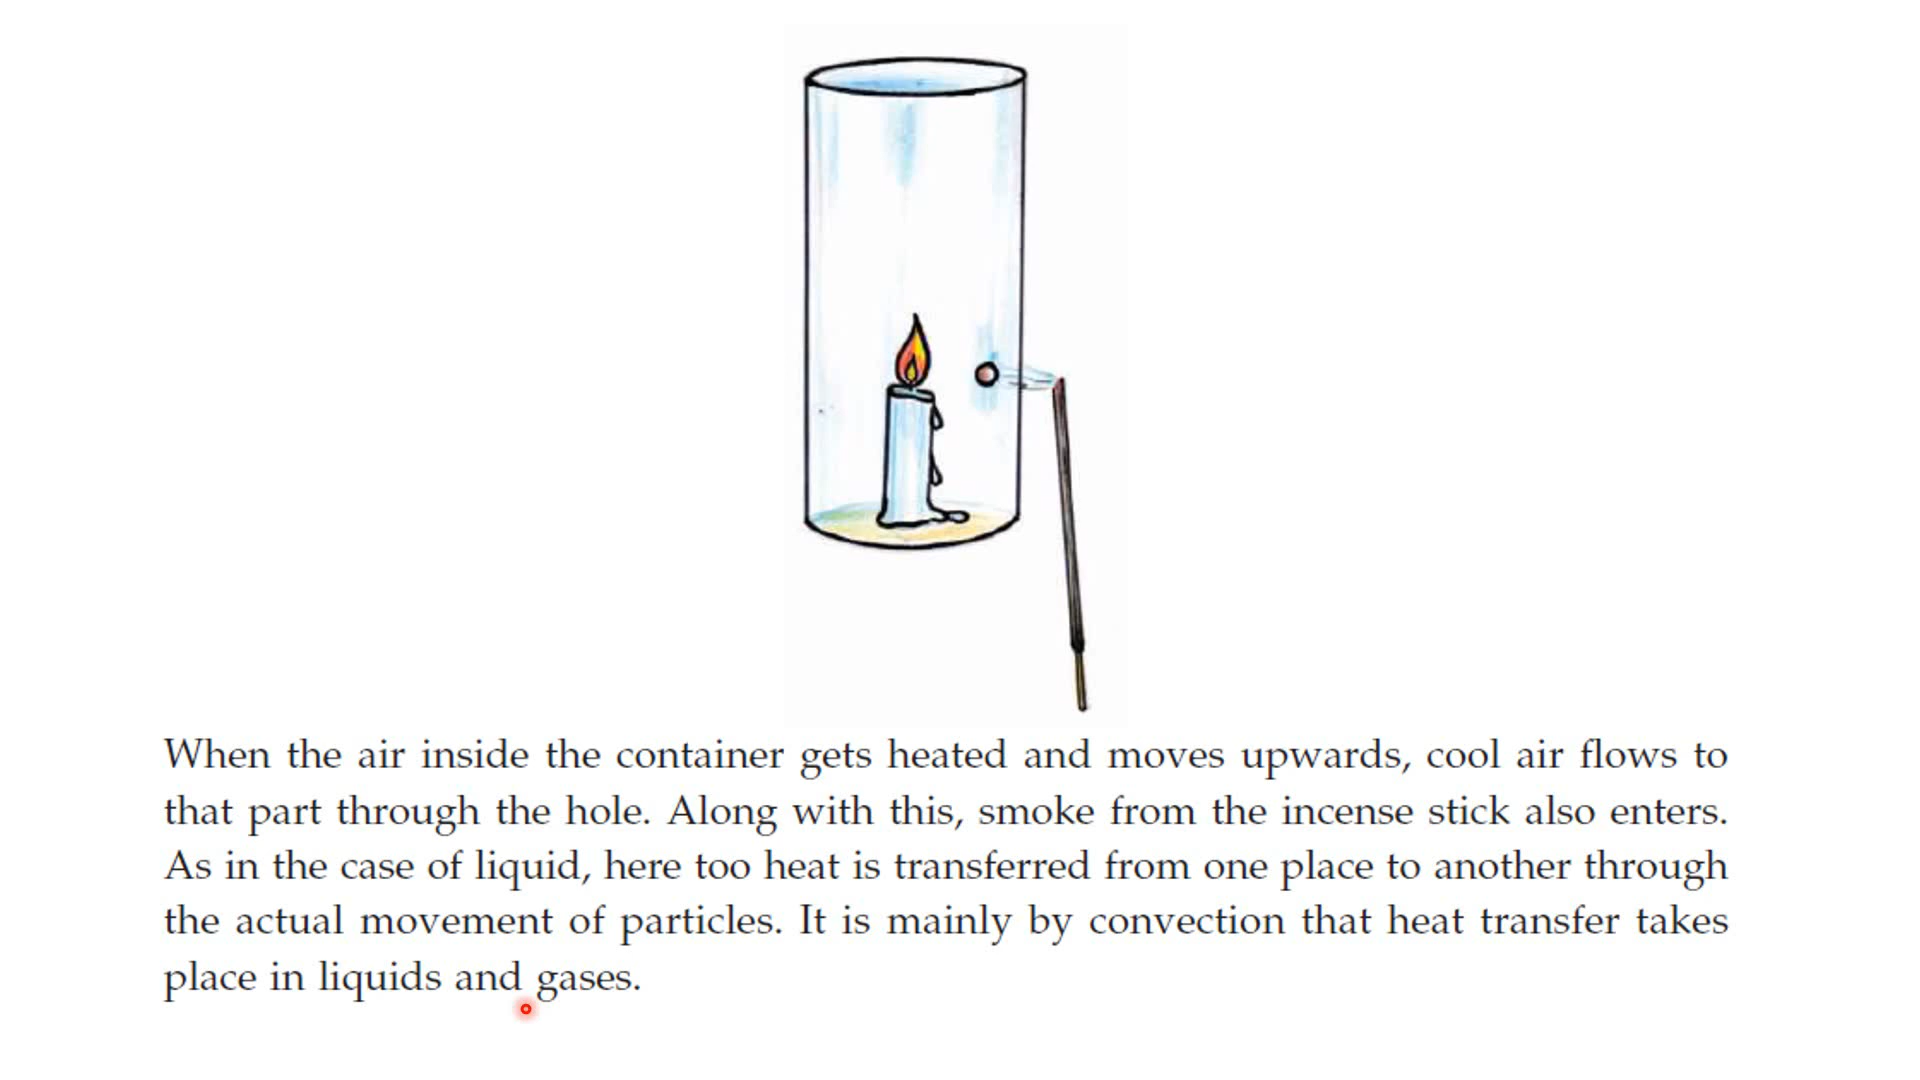 When the air inside the container gets heated and moves upwards, cool air flows to
that part through the hole. Along with this, smoke from the incense stick also enters.
As in the case of liquid, here too heat is transferred from one place to another through
the actual movement of particles. It is mainly by convection that heat transfer takes
place in liquids and gases.